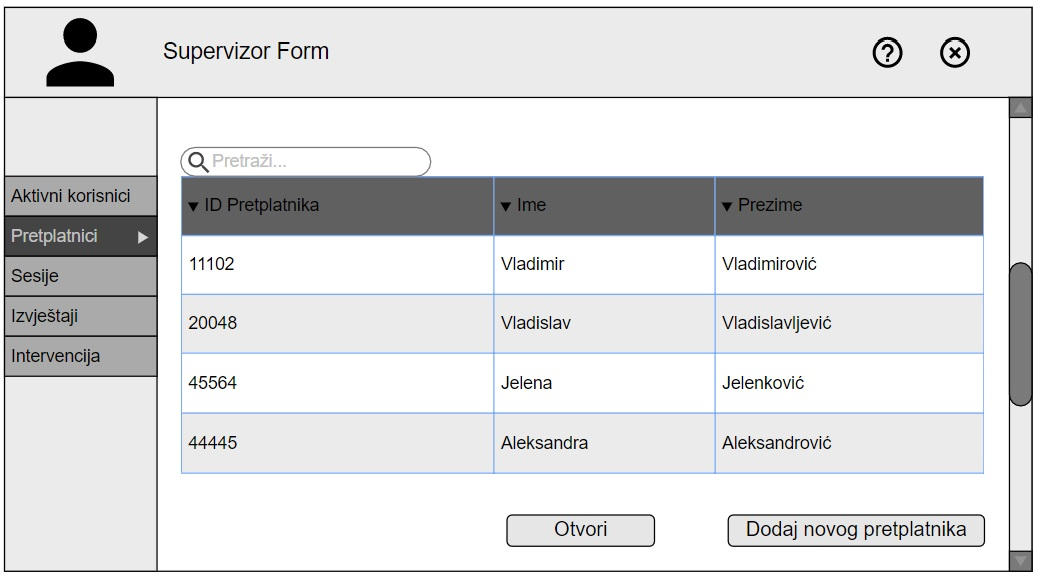 Supervizor Form
?
Pretraži...
Aktivni korisnici
Pretplatnici
Sesije
Izvještaji
Intervencija
ID Pretplatnika Ime Prezime
11102 Vladimir Vladimirović
20048 Vladislav Vladislavljević
45564 Jelena Jelenković
44445 Aleksandra Aleksandrović
Otvori Dodaj novog pretplatnika